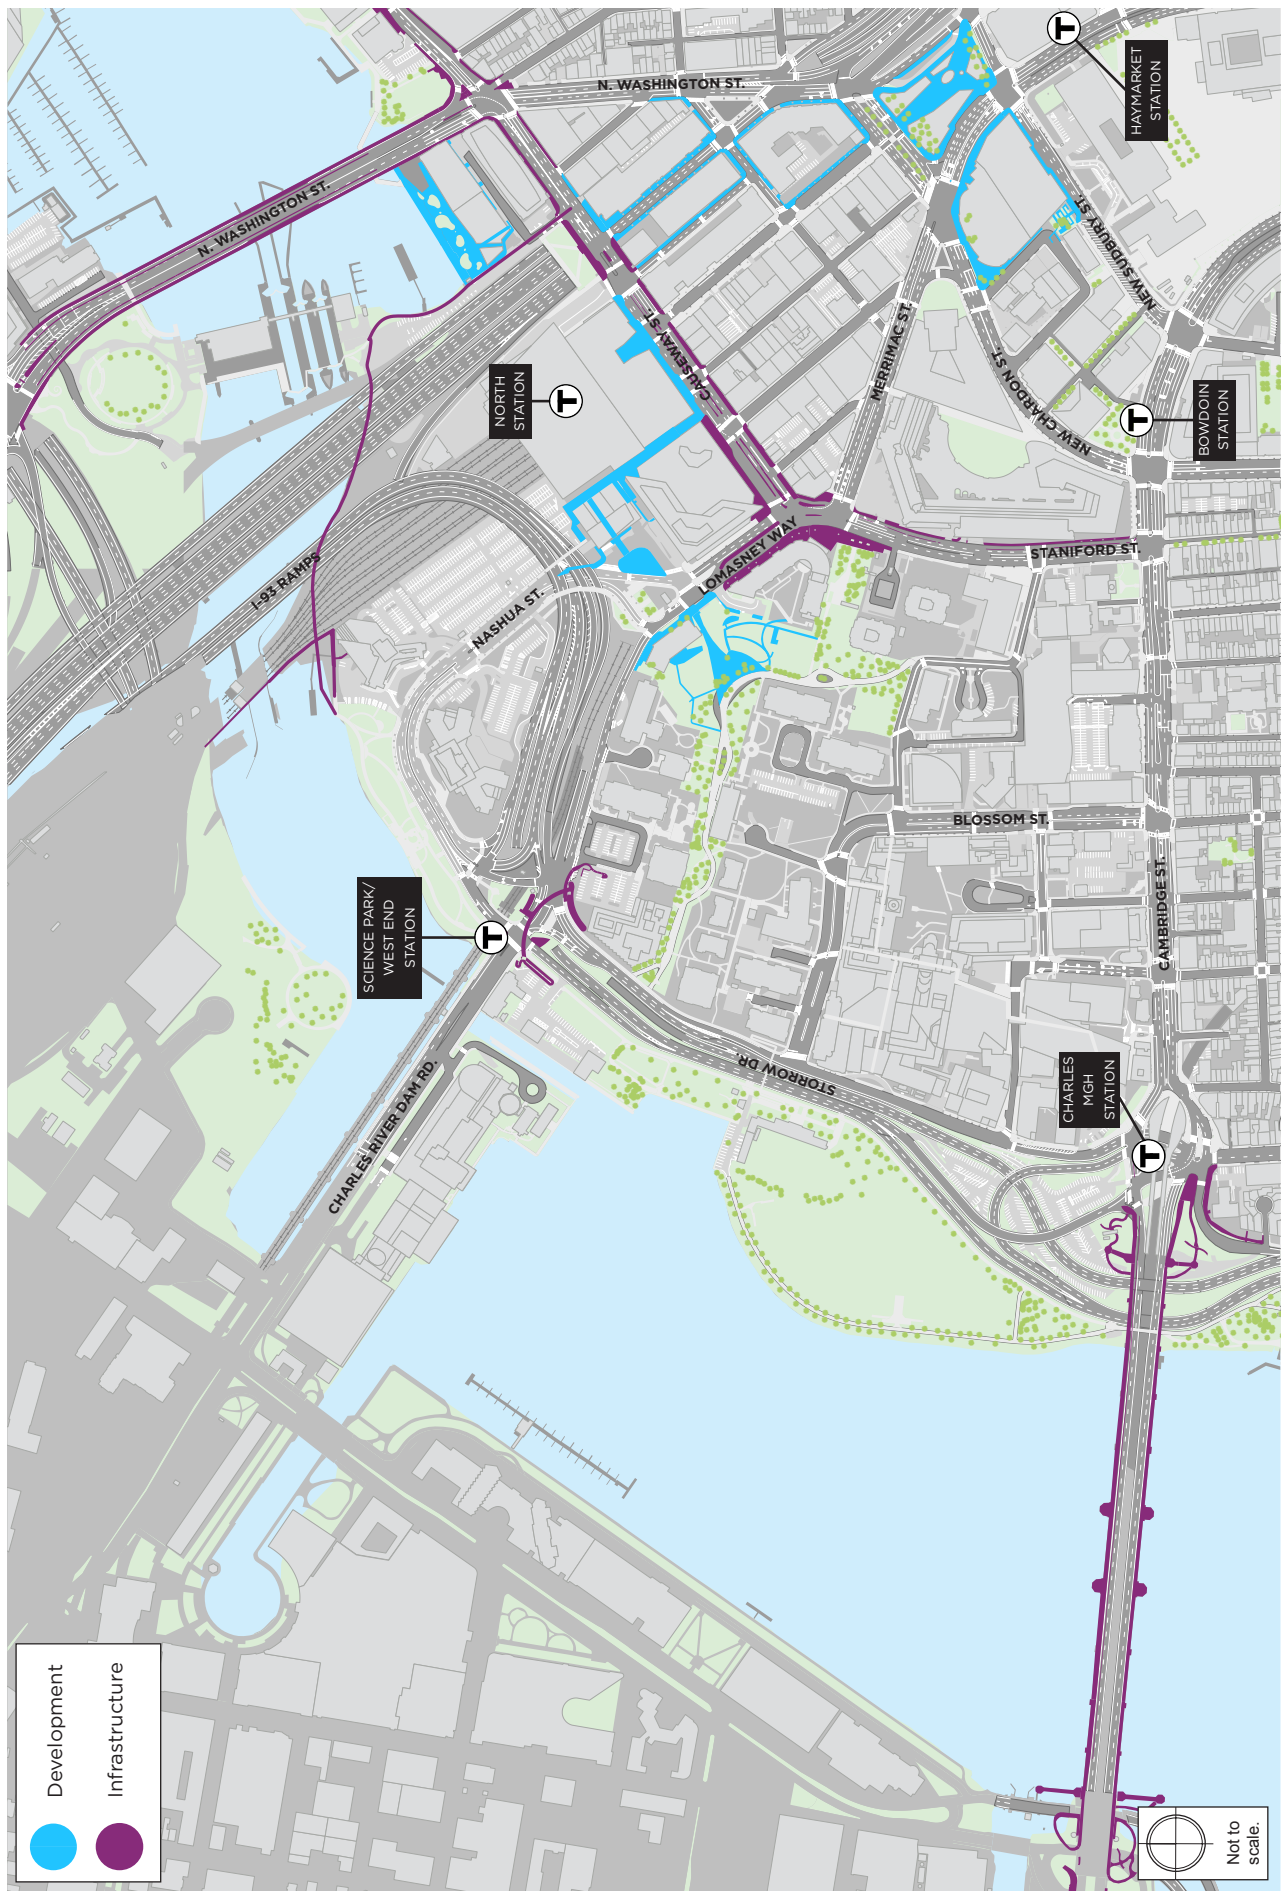 N. WASHINGTON ST.
T
HAYMARKET
STATION
N. WASHINGTON ST.
NEW SUDBURY ST.
CAUSEWAY ST.
MERRIMAC ST.
NORTH
STATION
T
NEW CHARDON ST.
T
BOWDOIN
STATION
LOMASNEY WAY
STANIFORD ST.
I-93 RAMPS
NASHUA ST.
BLOSSOM ST.
CAMBRIDGE ST.
SCIENCE PARK/
WEST END
STATION
T
STORROW DR.
CHARLES RIVER DAM RD.
CHARLES
MGH
STATION
T
Development
Infrastructure
Not to
scale.